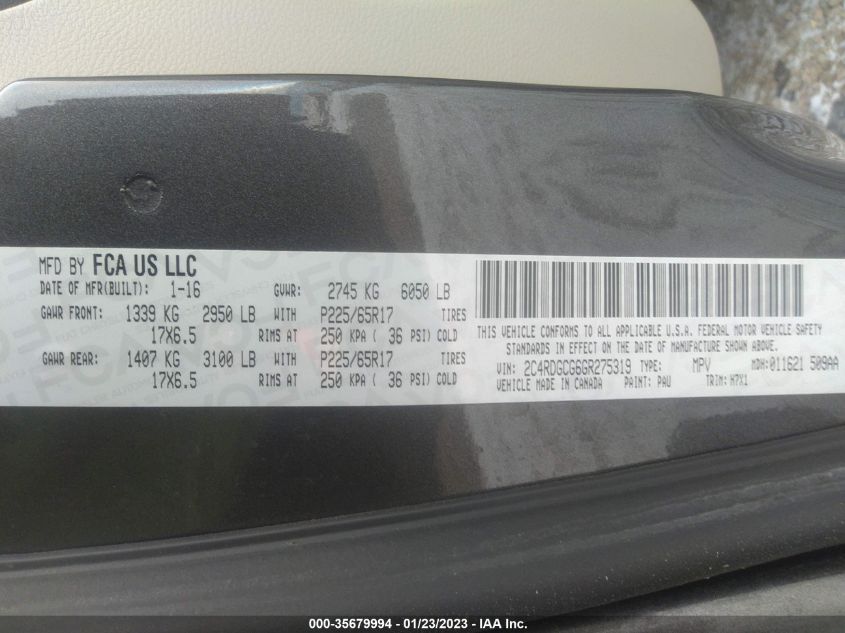 MFD BY FCA US LLC
DATE OF MFR(BUILT): 1-16 GVWR: 2745 KG 6050 LB
GAWR FRONT: 1339 KG 2950 LB WITH P225/65R17 TIRES
17X6.5 RIMS AT 250 KPA ( 36 PSI) COLD
GAWR REAR: 1407 KG 3100 LB WITH P225/65R17 TIRES
17X6.5 RIMS AT 250 KPA ( 36 PSI) COLD
THIS VEHICLE CONFORMS TO ALL APPLICABLE U.S.A. FEDERAL MOTOR VEHICLE SAFETY
STANDARDS IN EFFECT ON THE DATE OF MANUFACTURE SHOWN ABOVE.
VIN: 2C4RDGCG6GR275319 TYPE: MPV MDH:011621 509AA
VEHICLE MADE IN CANADA PAINT: PAU TRIM: H7X1
000-35679994 - 01/23/2023 - IAA Inc.